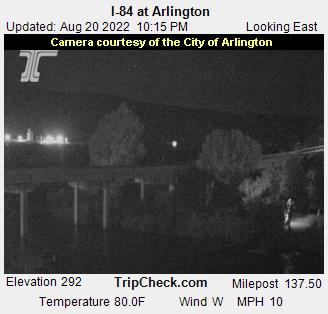 I-84 at Arlington
Updated: Aug 20 2022 10:15 PM Looking East
Camera courtesy of the City of Arlington
Elevation 292 TripCheck.com Milepost 137.50
Temperature 80.0F Wind W MPH 10